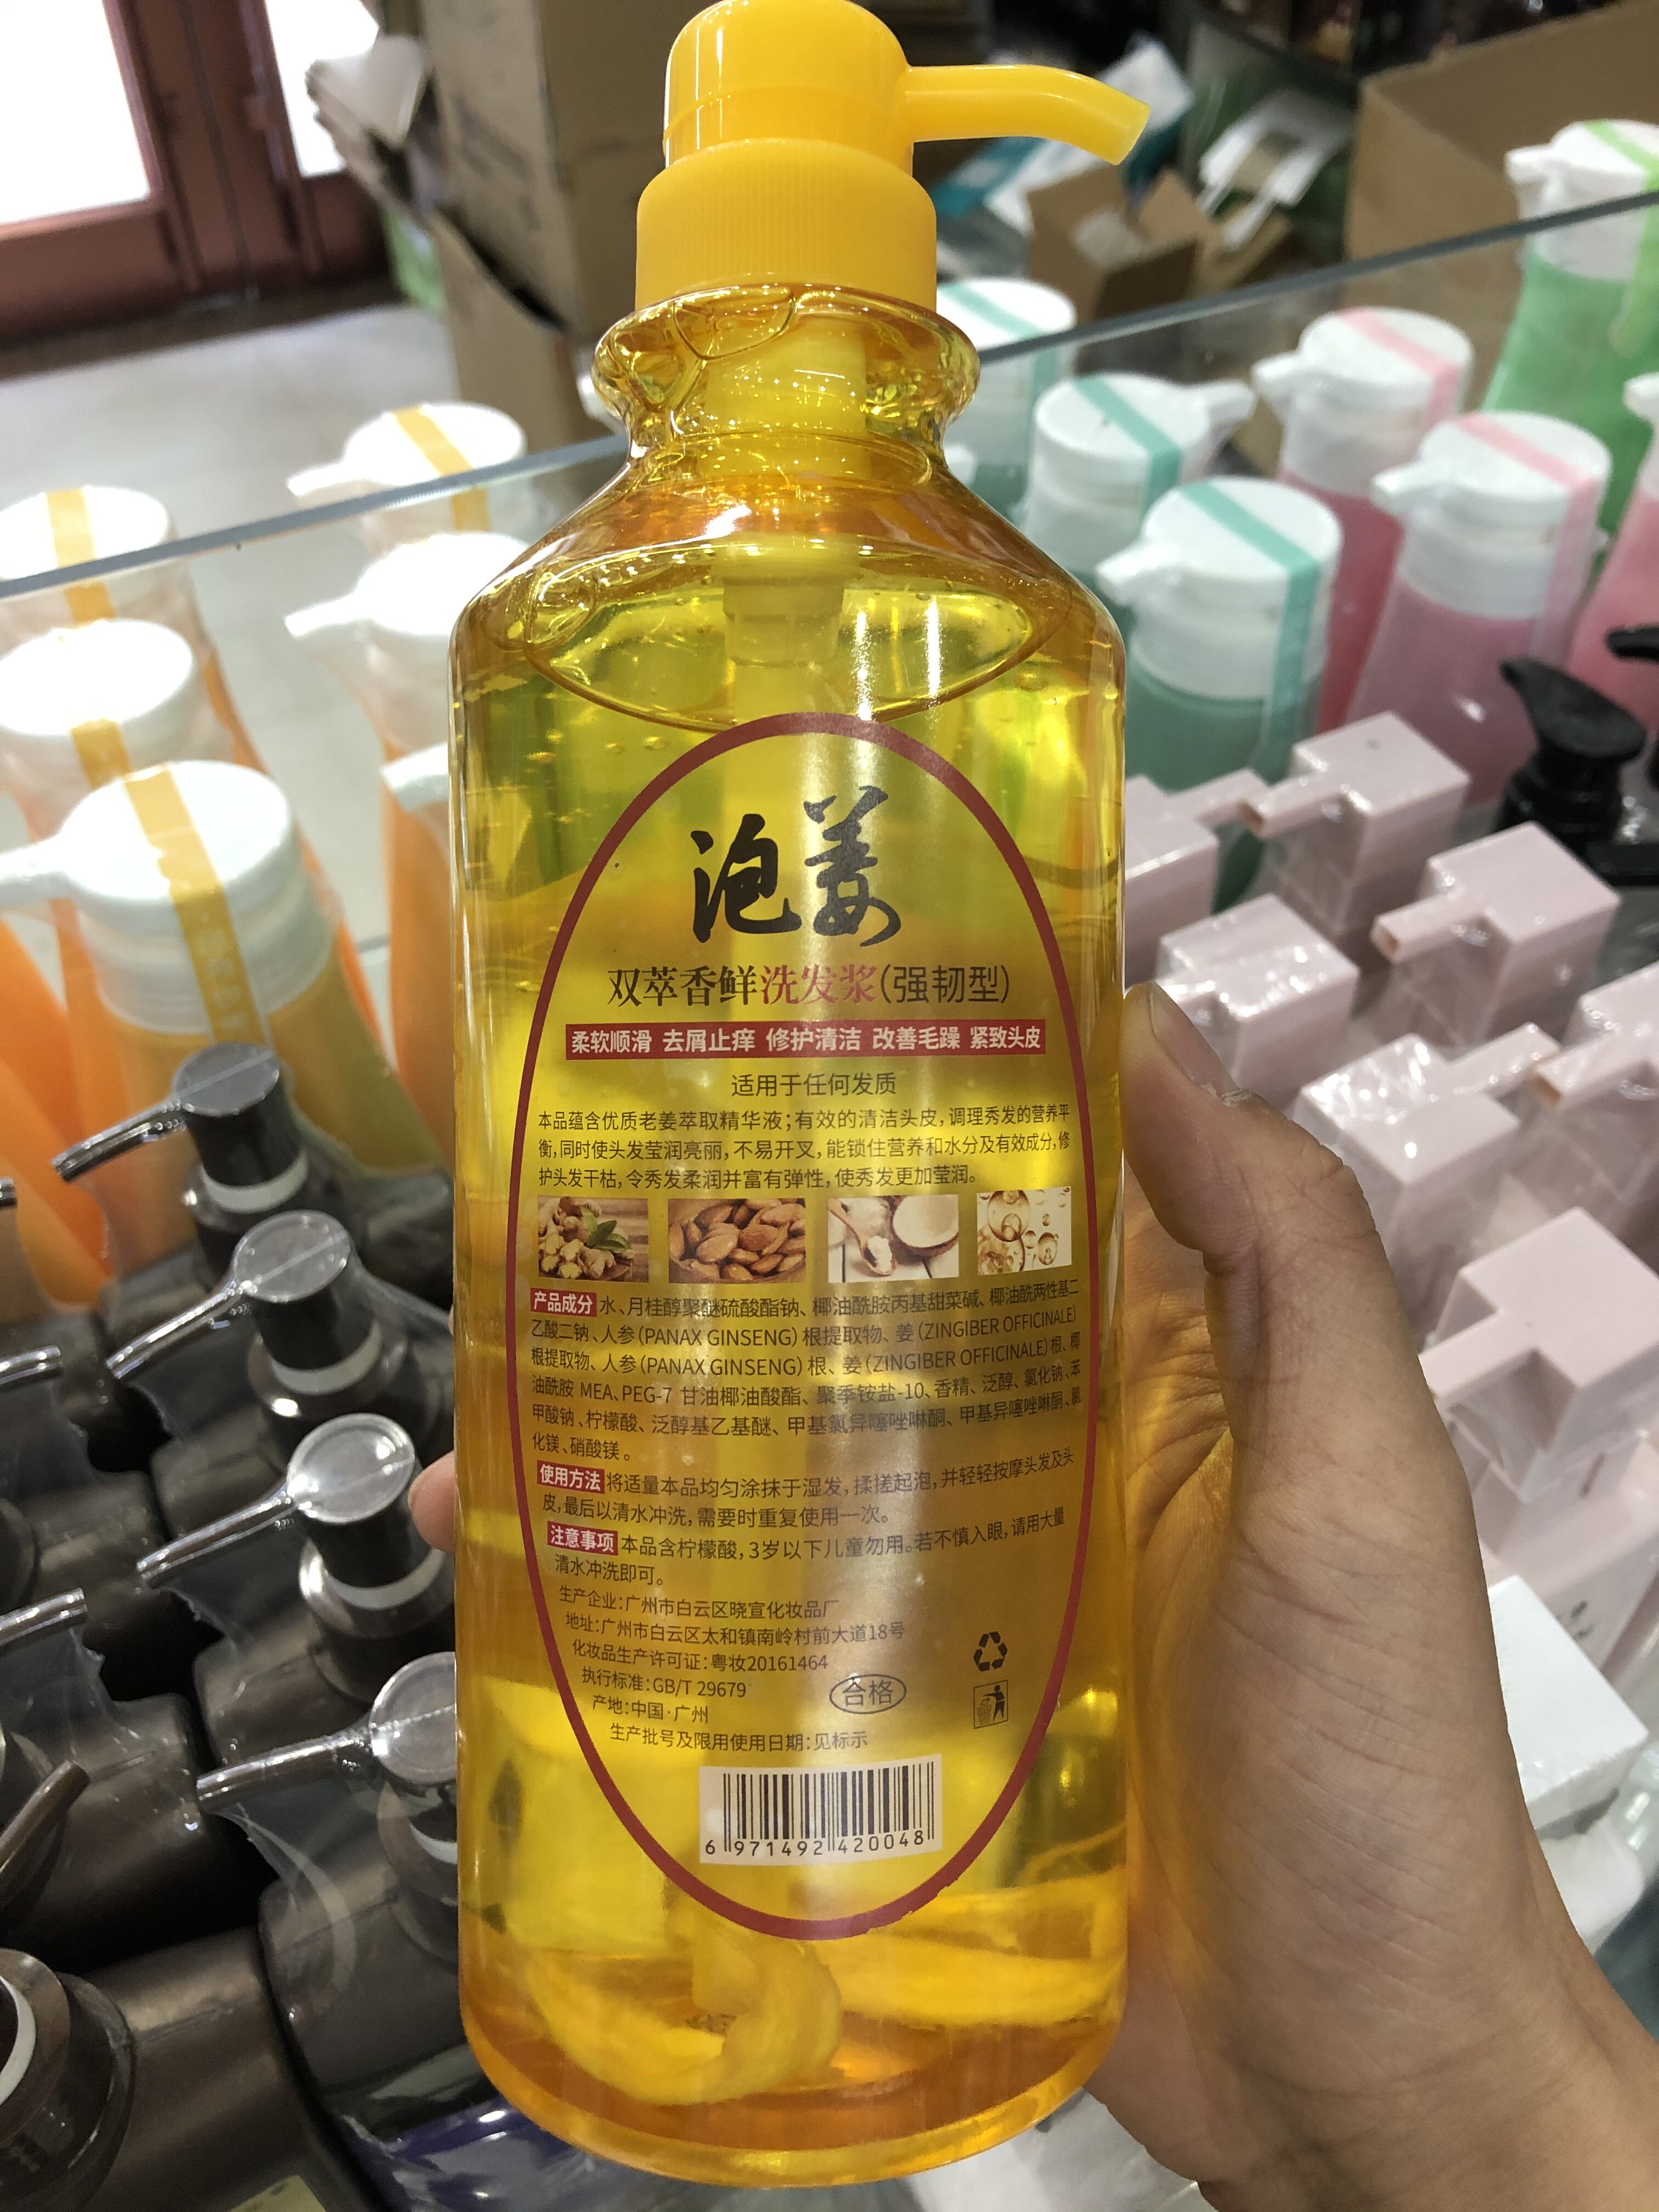 泡姜
双萃香鲜洗发浆(强韧型)
柔软顺滑 去屑止痒 修护清洁 改善毛躁 紧致头皮
适用于任何发质
本品蕴含优质老姜萃取精华液;有效的清洁头皮,调理秀发的营养平
衡,同时使头发莹润亮丽,不易开叉,能锁住营养和水分及有效成分,修
护头发干枯,令秀发柔润并富有弹性,使秀发更加莹润。
产品成分 水、月桂醇聚醚硫酸酯钠、椰油酰胺丙基甜菜碱、椰油酰两性基二
乙酸二钠、人参(PANAX GINSENG)根提取物、姜(ZINGIBER OFFICINALE)
根提取物、人参(PANAX GINSENG)根、姜(ZINGIBER OFFICINALE)根、椰
油酰胺 MEA、PEG-7 甘油椰油酸酯、聚季铵盐-10、香精、泛醇、氯化钠、苯
甲酸钠、柠檬酸、泛醇基乙基醚、甲基氯异噻唑啉酮、甲基异噻唑啉酮、氯
化镁、硝酸镁。
使用方法 将适量本品均匀涂抹于湿发,揉搓起泡,并轻轻按摩头发及头
皮,最后以清水冲洗,需要时重复使用一次。
注意事项 本品含柠檬酸,3岁以下儿童勿用。若不慎入眼,请用大量
清水冲洗即可。
生产企业:广州市白云区晓宣化妆品厂
地址:广州市白云区太和镇南岭村前大道18号
化妆品生产许可证:粤妆20161464
执行标准:GB/T 29679
合格
产地:中国·广州
生产批号及限用使用日期:见标示
6 971492 420048